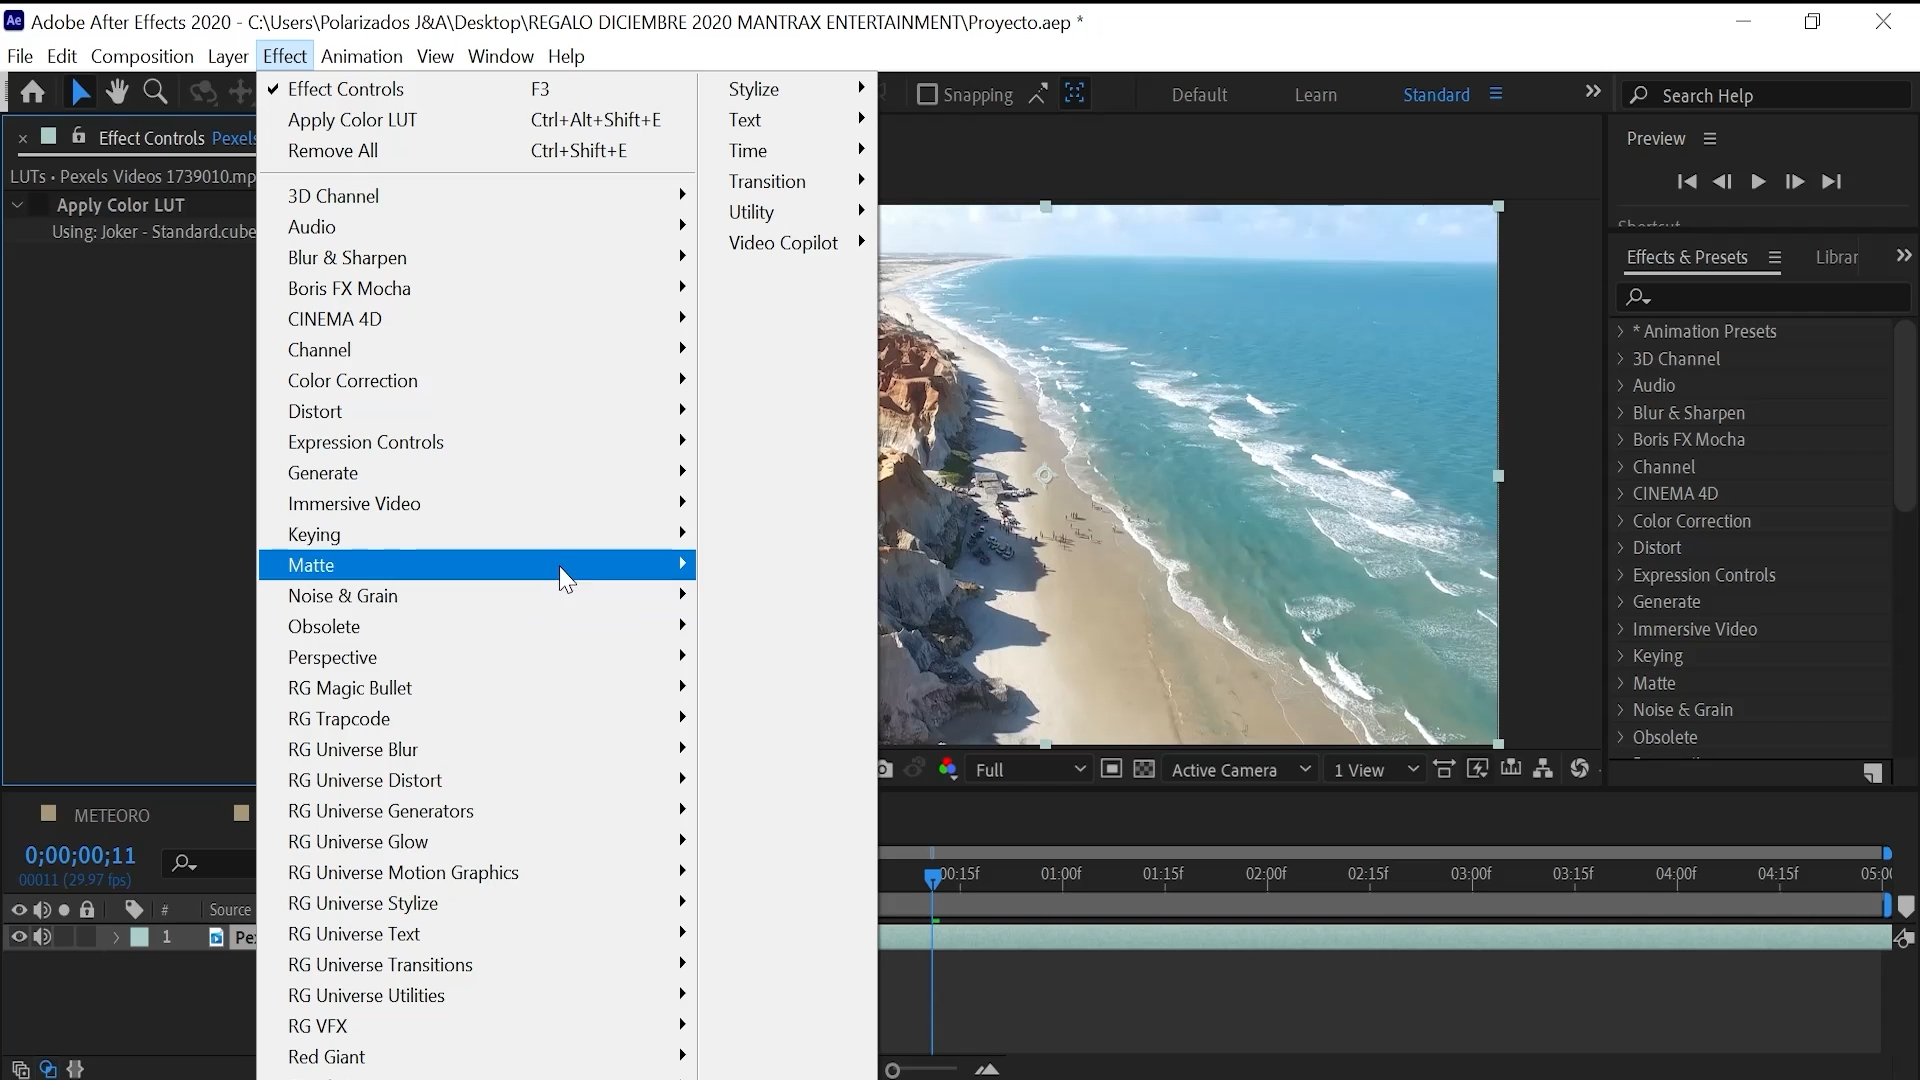 Adobe After Effects 2020 - C:\Users\Polarizados J&A\Desktop\REGALO DICIEMBRE 2020 MANTRAX ENTERTAINMENT\Proyecto.aep *
File Edit Composition Layer Effect Animation View Window Help
Snapping Default Learn Standard Search Help
Effect Controls Pexels
LUTs • Pexels Videos 1739010.mp
Apply Color LUT
Using: Joker - Standard.cube
Effect Controls F3
Apply Color LUT Ctrl+Alt+Shift+E
Remove All Ctrl+Shift+E
3D Channel
Audio
Blur & Sharpen
Boris FX Mocha
CINEMA 4D
Channel
Color Correction
Distort
Expression Controls
Generate
Immersive Video
Keying
Matte
Noise & Grain
Obsolete
Perspective
RG Magic Bullet
RG Trapcode
RG Universe Blur
RG Universe Distort
RG Universe Generators
RG Universe Glow
RG Universe Motion Graphics
RG Universe Stylize
RG Universe Text
RG Universe Transitions
RG Universe Utilities
RG VFX
Red Giant
Stylize
Text
Time
Transition
Utility
Video Copilot
Preview
Effects & Presets Librar
* Animation Presets
3D Channel
Audio
Blur & Sharpen
Boris FX Mocha
Channel
CINEMA 4D
Color Correction
Distort
Expression Controls
Generate
Immersive Video
Keying
Matte
Noise & Grain
Obsolete
Full Active Camera 1 View
METEORO
0;00;00;11
00011 (29.97 fps)
# Source
1 Pex
00:15f 01:00f 01:15f 02:00f 02:15f 03:00f 03:15f 04:00f 04:15f 05:00